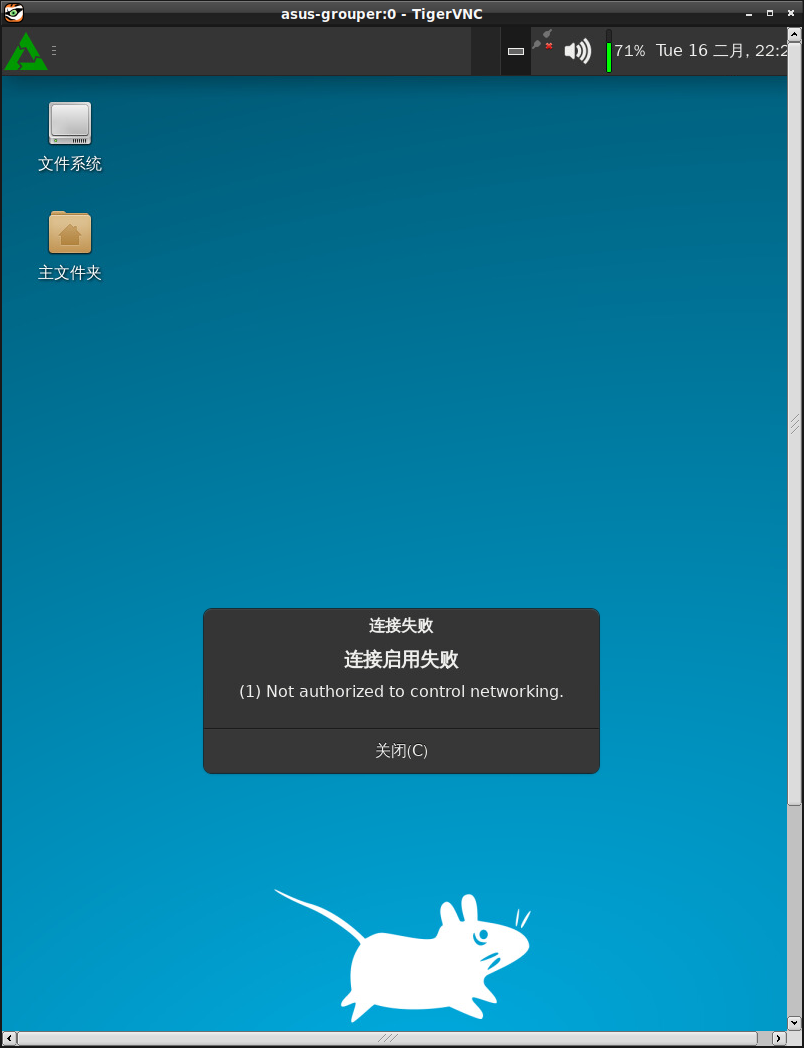 asus-grouper:0 - TigerVNC
71% Tue 16 二月, 22:2
文件系统
主文件夹
连接失败
连接启用失败
(1) Not authorized to control networking.
关闭(C)